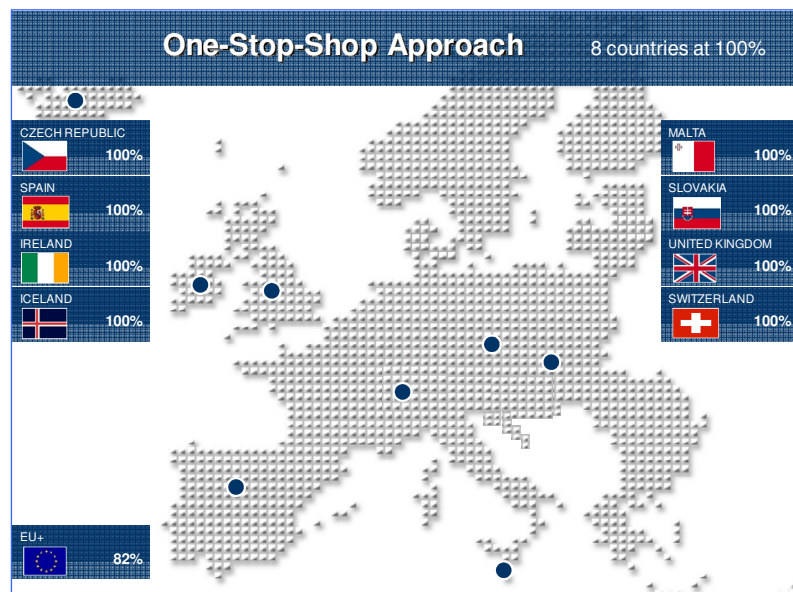 One-Stop-Shop Approach
8 countries at 100%
CZECH REPUBLIC
100%
SPAIN
100%
IRELAND
100%
ICELAND
100%
MALTA
100%
SLOVAKIA
100%
UNITED KINGDOM
100%
SWITZERLAND
100%
EU+
82%